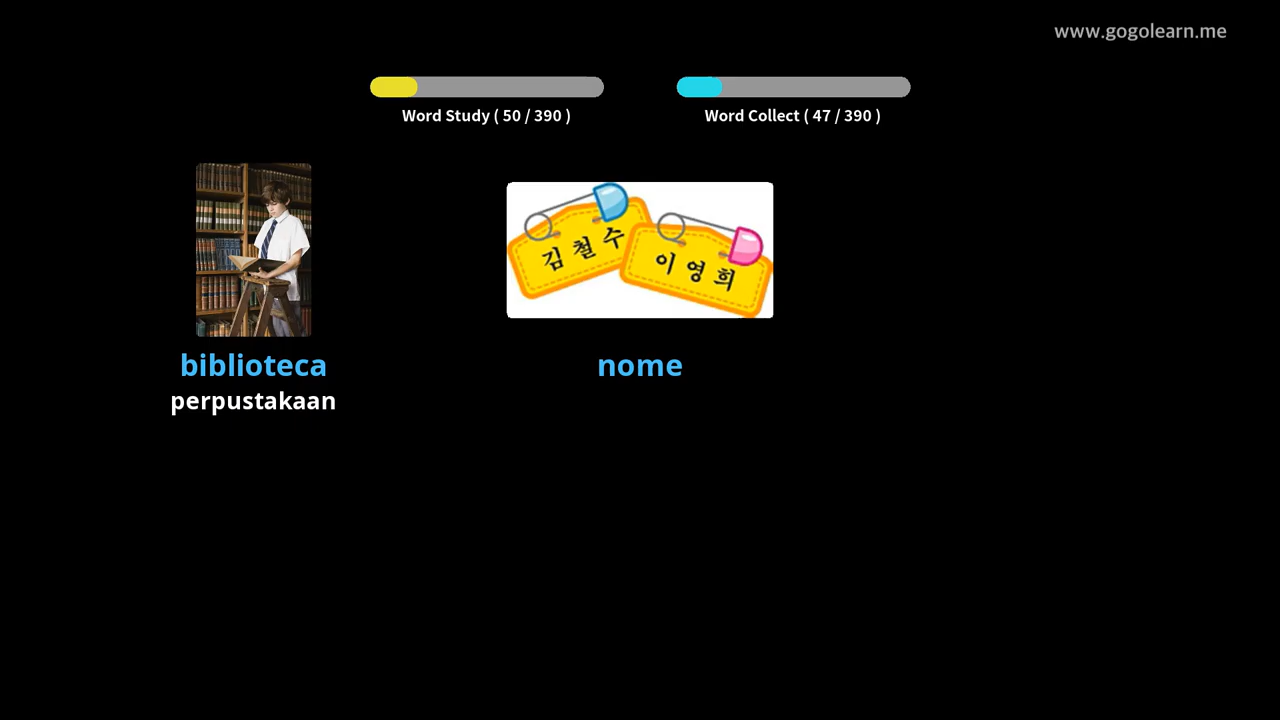 www.gogolearn.me
Word Study ( 50 / 390 )
Word Collect ( 47 / 390 )
김철수
이영희
biblioteca
nome
perpustakaan